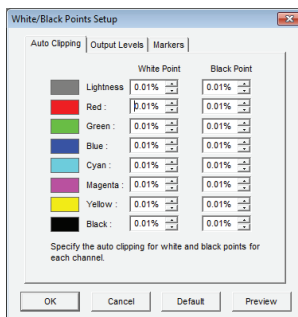 White/Black Points Setup
Auto Clipping Output Levels Markers
White Point Black Point
Lightness 0.01% 0.01%
Red : 0.01% 0.01%
Green : 0.01% 0.01%
Blue : 0.01% 0.01%
Cyan : 0.01% 0.01%
Magenta : 0.01% 0.01%
Yellow : 0.01% 0.01%
Black : 0.01% 0.01%
Specify the auto clipping for white and black points for
each channel.
OK Cancel Default Preview